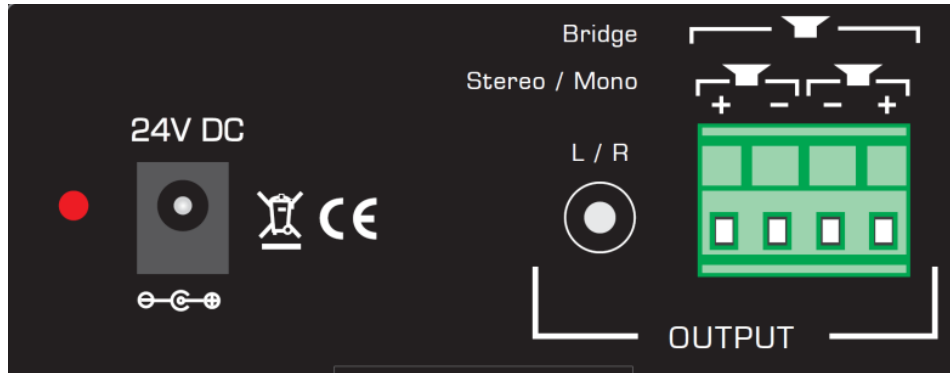 Bridge
Stereo / Mono
+ − − +
24V DC
L / R
CE
OUTPUT